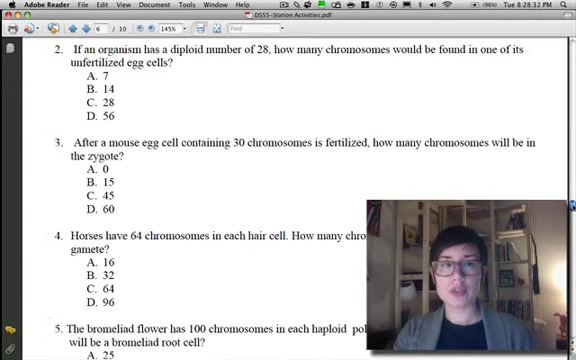 Adobe Reader File Edit View Document Tools Window Help Tue 8:28:32 PM
D5S5-Station Activities.pdf
6 / 10 145% Find
2. If an organism has a diploid number of 28, how many chromosomes would be found in one of its
unfertilized egg cells?
A. 7
B. 14
C. 28
D. 56
3. After a mouse egg cell containing 30 chromosomes is fertilized, how many chromosomes will be in
the zygote?
A. 0
B. 15
C. 45
D. 60
4. Horses have 64 chromosomes in each hair cell. How many chro
gamete?
A. 16
B. 32
C. 64
D. 96
5. The bromeliad flower has 100 chromosomes in each haploid pol
will be a bromeliad root cell?
A. 25